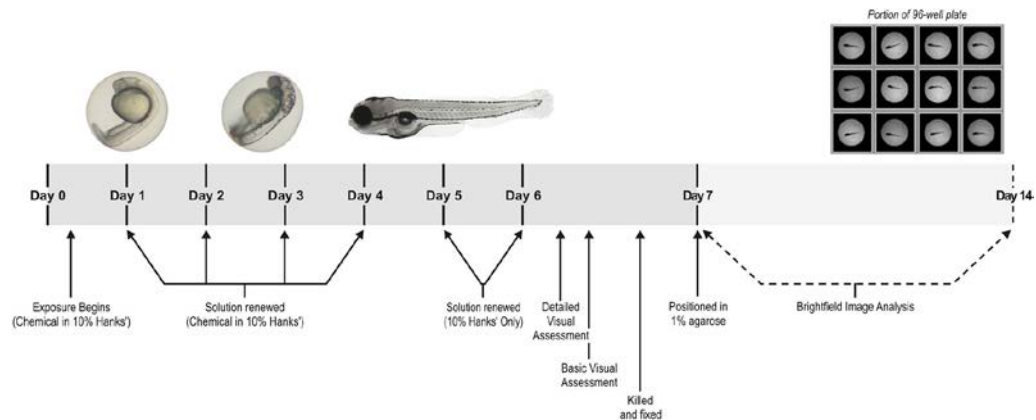 Portion of 96-well plate
Day 0
Day 1
Day 2
Day 3
Day 4
Day 5
Day 6
Day 7
Day 14
Exposure Begins
(Chemical in 10% Hanks')
Solution renewed
(Chemical in 10% Hanks')
Solution renewed
(10% Hanks' Only)
Detailed
Visual
Assessment
Basic Visual
Assessment
Killed
and fixed
Positioned in
1% agarose
Brightfield Image Analysis